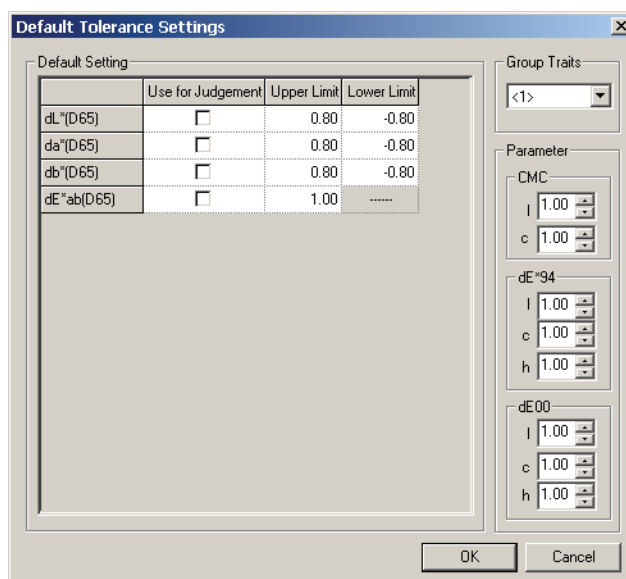 Default Tolerance Settings
Default Setting
Use for Judgement Upper Limit Lower Limit
dL*(D65) 0.80 -0.80
da*(D65) 0.80 -0.80
db*(D65) 0.80 -0.80
dE*ab(D65) 1.00 ------
Group Traits
<1>
Parameter
CMC
l 1.00
c 1.00
dE*94
l 1.00
c 1.00
h 1.00
dE00
l 1.00
c 1.00
h 1.00
OK Cancel